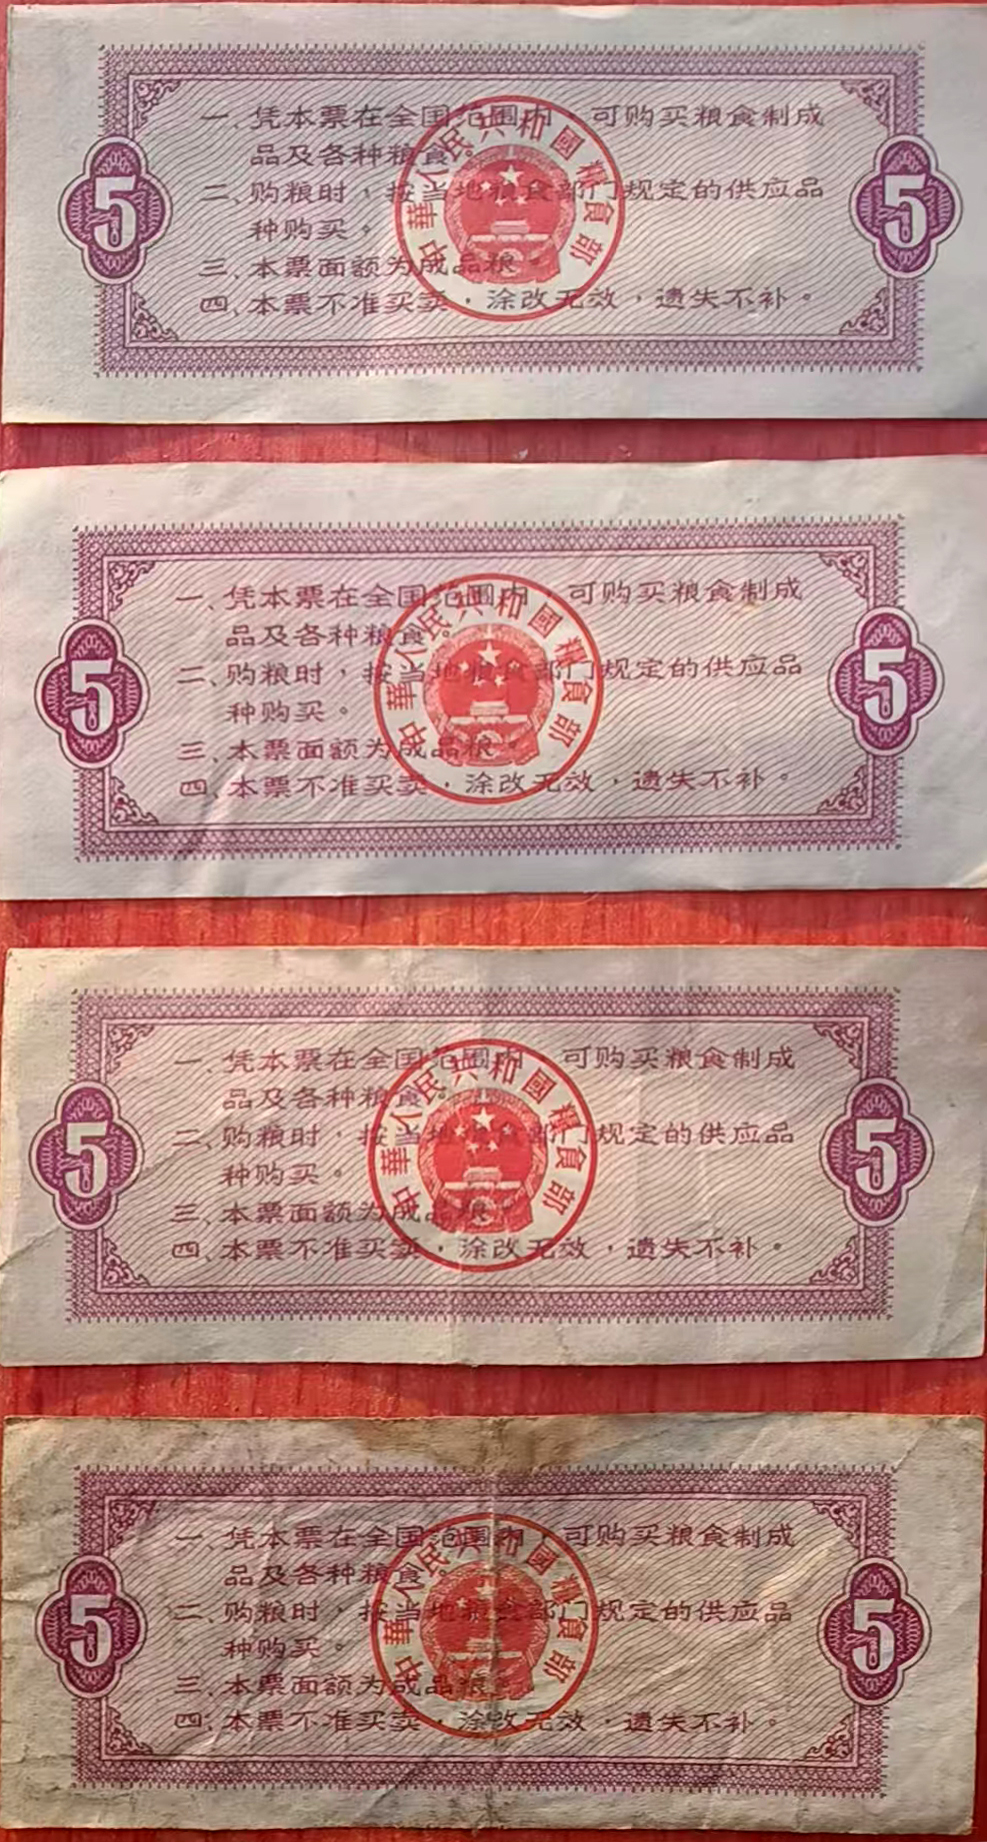 一、凭本票在全国范围内，可购买粮食制成
品及各种粮食。
二、购粮时，按当地粮食部门规定的供应品
种购买。
三、本票面额为成品粮。
四、本票不准买卖，涂改无效，遗失不补。
5
5
中華人民共和國糧食部
一、凭本票在全国范围内，可购买粮食制成
品及各种粮食。
二、购粮时，按当地粮食部门规定的供应品
种购买。
三、本票面额为成品粮。
四、本票不准买卖，涂改无效，遗失不补。
5
5
中華人民共和國糧食部
一、凭本票在全国范围内，可购买粮食制成
品及各种粮食。
二、购粮时，按当地粮食部门规定的供应品
种购买。
三、本票面额为成品粮。
四、本票不准买卖，涂改无效，遗失不补。
5
5
中華人民共和國糧食部
一、凭本票在全国范围内，可购买粮食制成
品及各种粮食。
二、购粮时，按当地粮食部门规定的供应品
种购买。
三、本票面额为成品粮。
四、本票不准买卖，涂改无效，遗失不补。
5
5
中華人民共和國糧食部